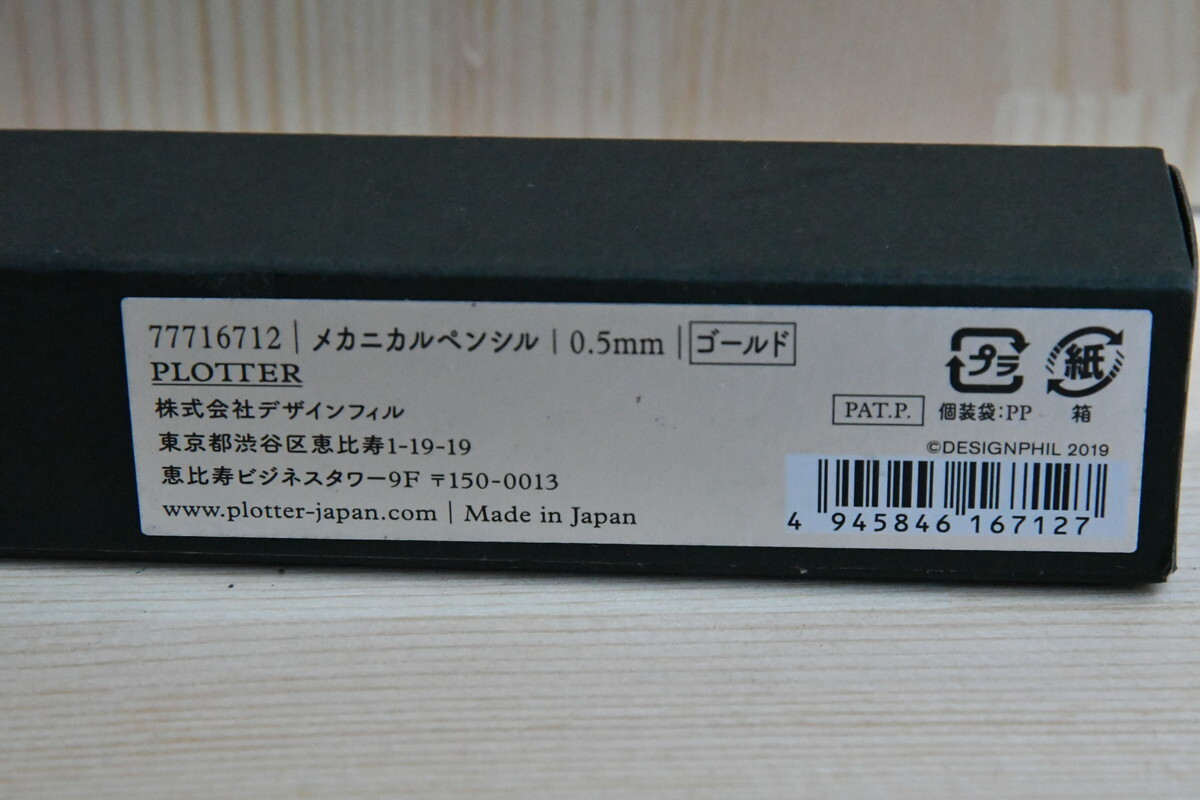 77716712 | メカニカルペンシル | 0.5mm | ゴールド
PLOTTER
株式会社デザインフィル
東京都渋谷区恵比寿1-19-19
恵比寿ビジネスタワー9F 〒150-0013
www.plotter-japan.com | Made in Japan
プラ 紙
PAT.P. 個装袋:PP 箱
©DESIGNPHIL 2019
4 945846 167127